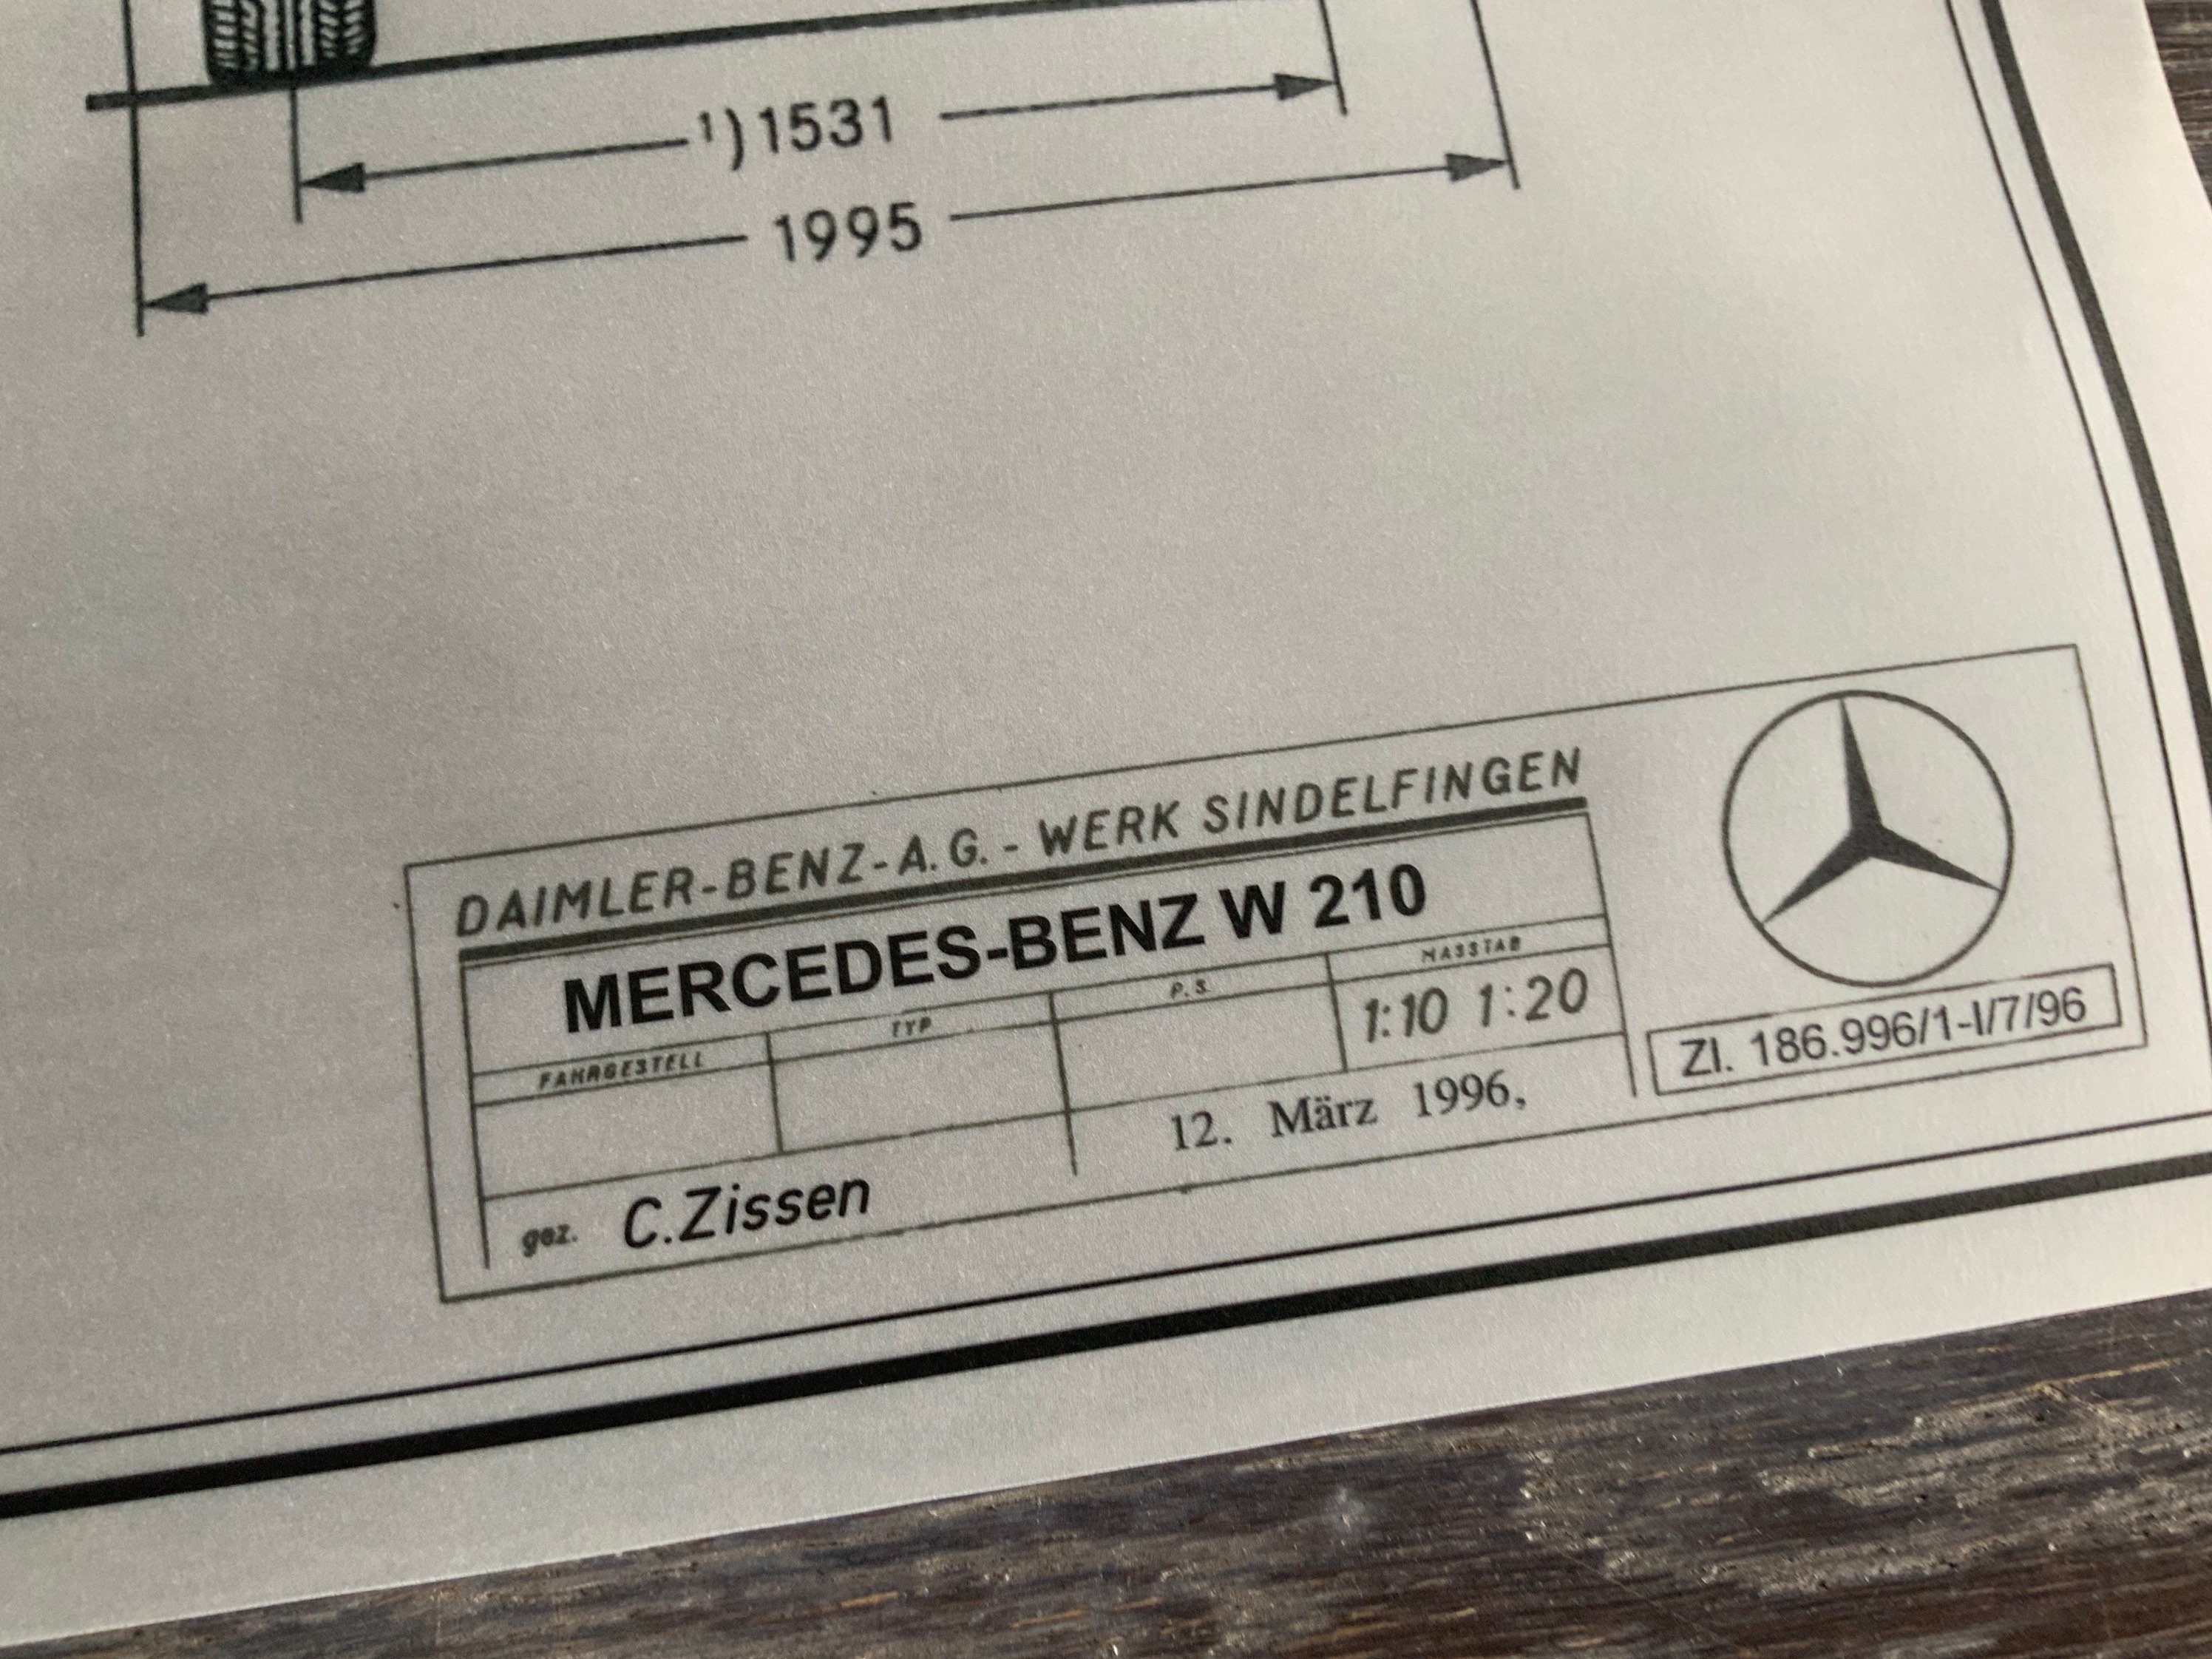 ¹)1531
1995
DAIMLER-BENZ-A.G. - WERK SINDELFINGEN
MERCEDES-BENZ W 210
FAHRGESTELL TYP P.S. MASSTAB
1:10 1:20
ZI. 186.996/1-I/7/96
12. März 1996,
gez. C.Zissen